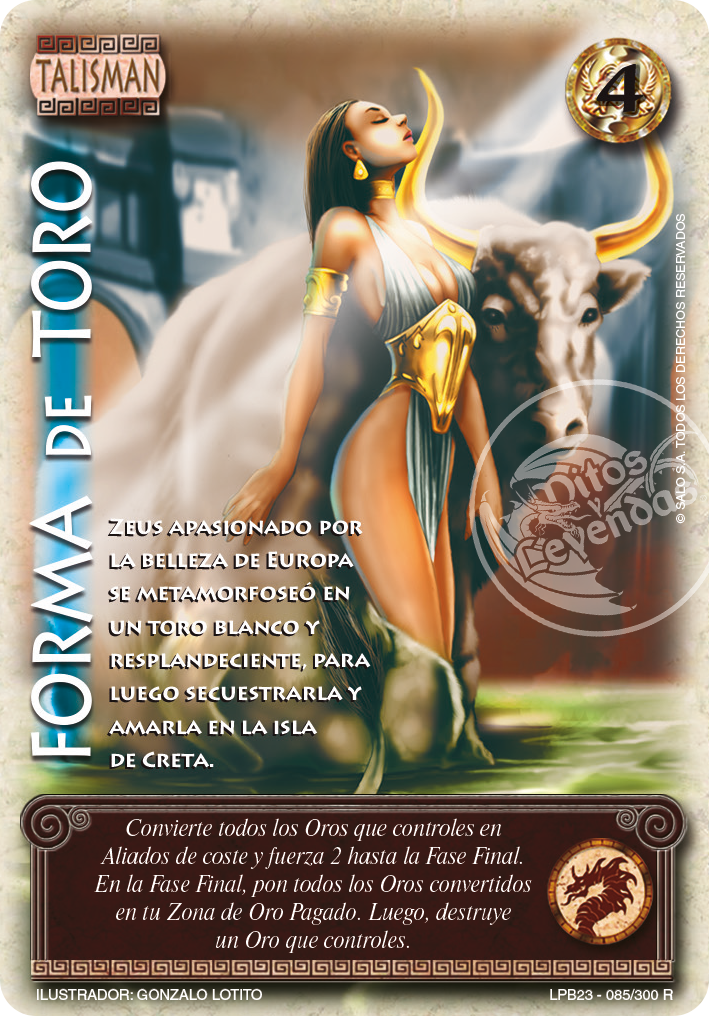 TALISMAN
4
FORMA DE TORO
© SALO S.A. TODOS LOS DERECHOS RESERVADOS
Mitos
y
Leyendas
ZEUS APASIONADO POR
LA BELLEZA DE EUROPA
SE METAMORFOSEÓ EN
UN TORO BLANCO Y
RESPLANDECIENTE, PARA
LUEGO SECUESTRARLA Y
AMARLA EN LA ISLA
DE CRETA.
Convierte todos los Oros que controles en
Aliados de coste y fuerza 2 hasta la Fase Final.
En la Fase Final, pon todos los Oros convertidos
en tu Zona de Oro Pagado. Luego, destruye
un Oro que controles.
ILUSTRADOR: GONZALO LOTITO
LPB23 - 085/300 R